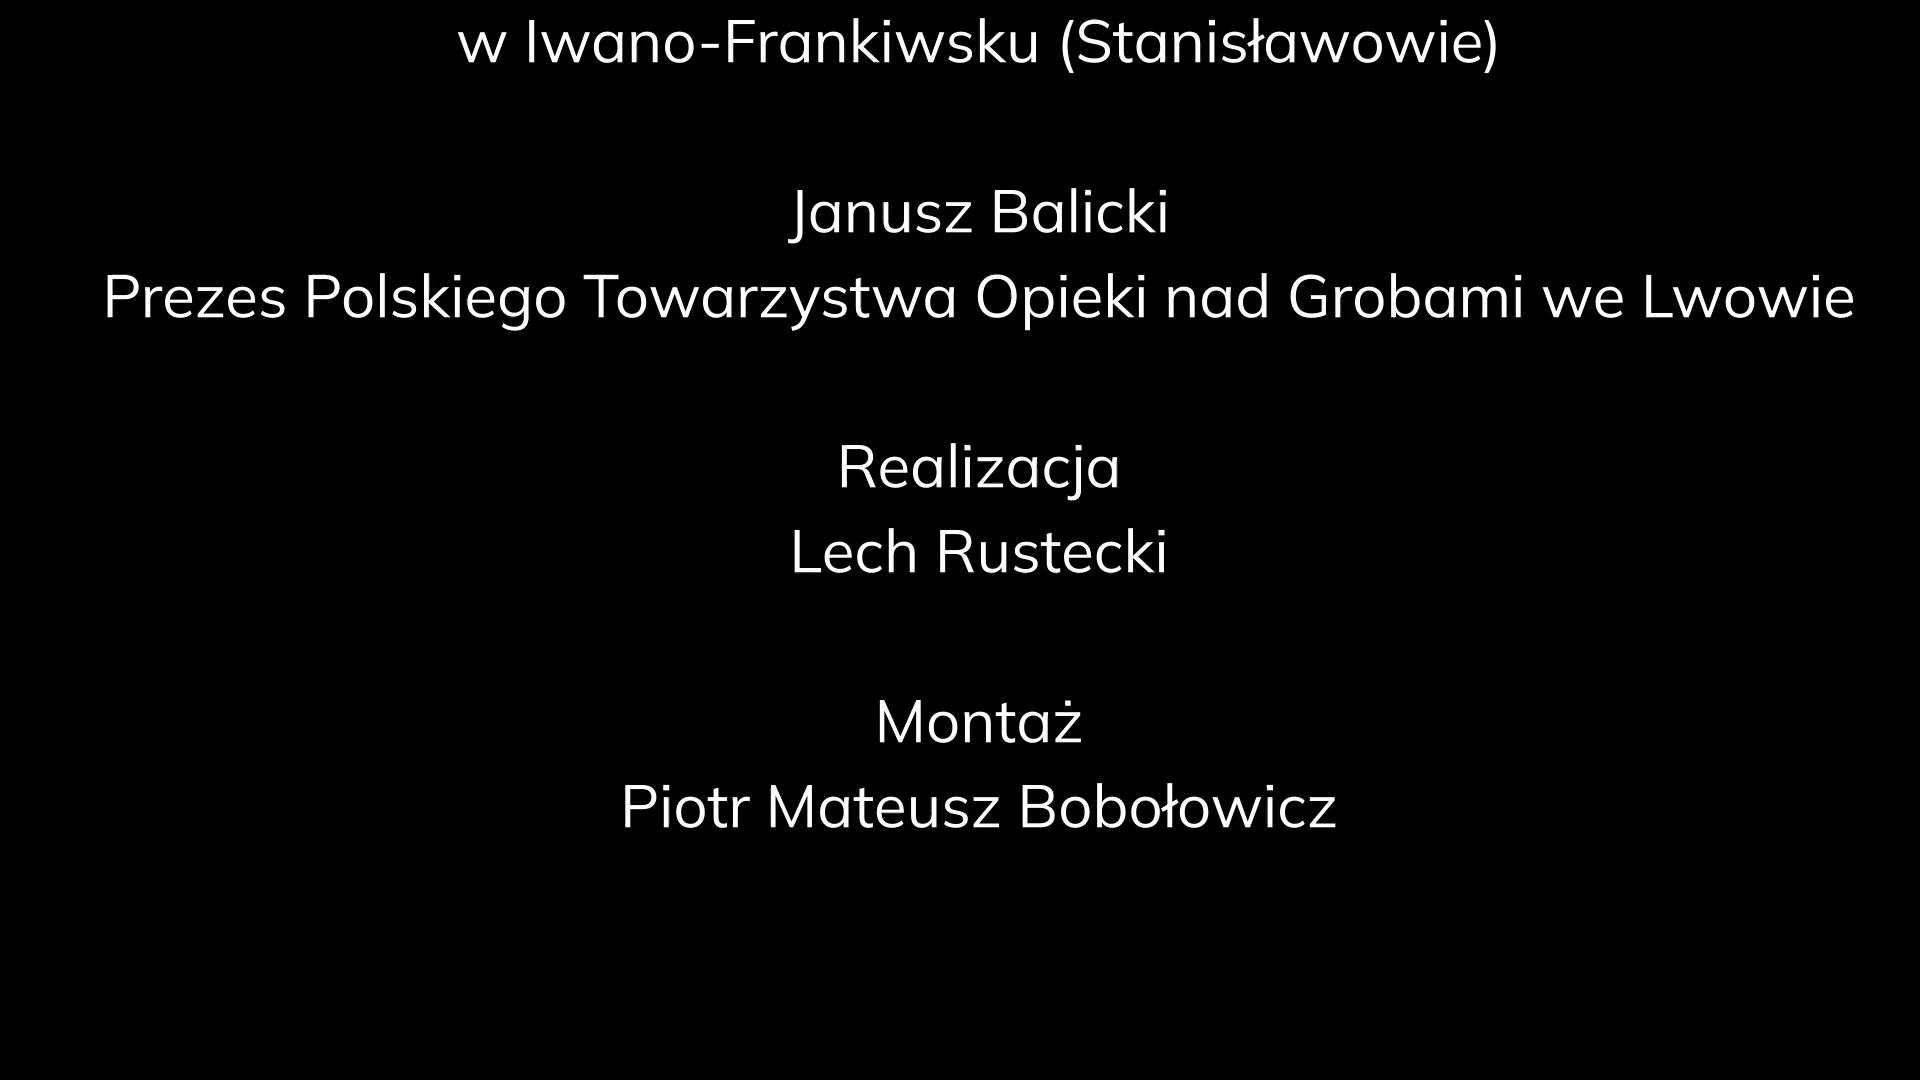 w Iwano-Frankiwsku (Stanisławowie)
Janusz Balicki
Prezes Polskiego Towarzystwa Opieki nad Grobami we Lwowie
Realizacja
Lech Rustecki
Montaż
Piotr Mateusz Bobołowicz